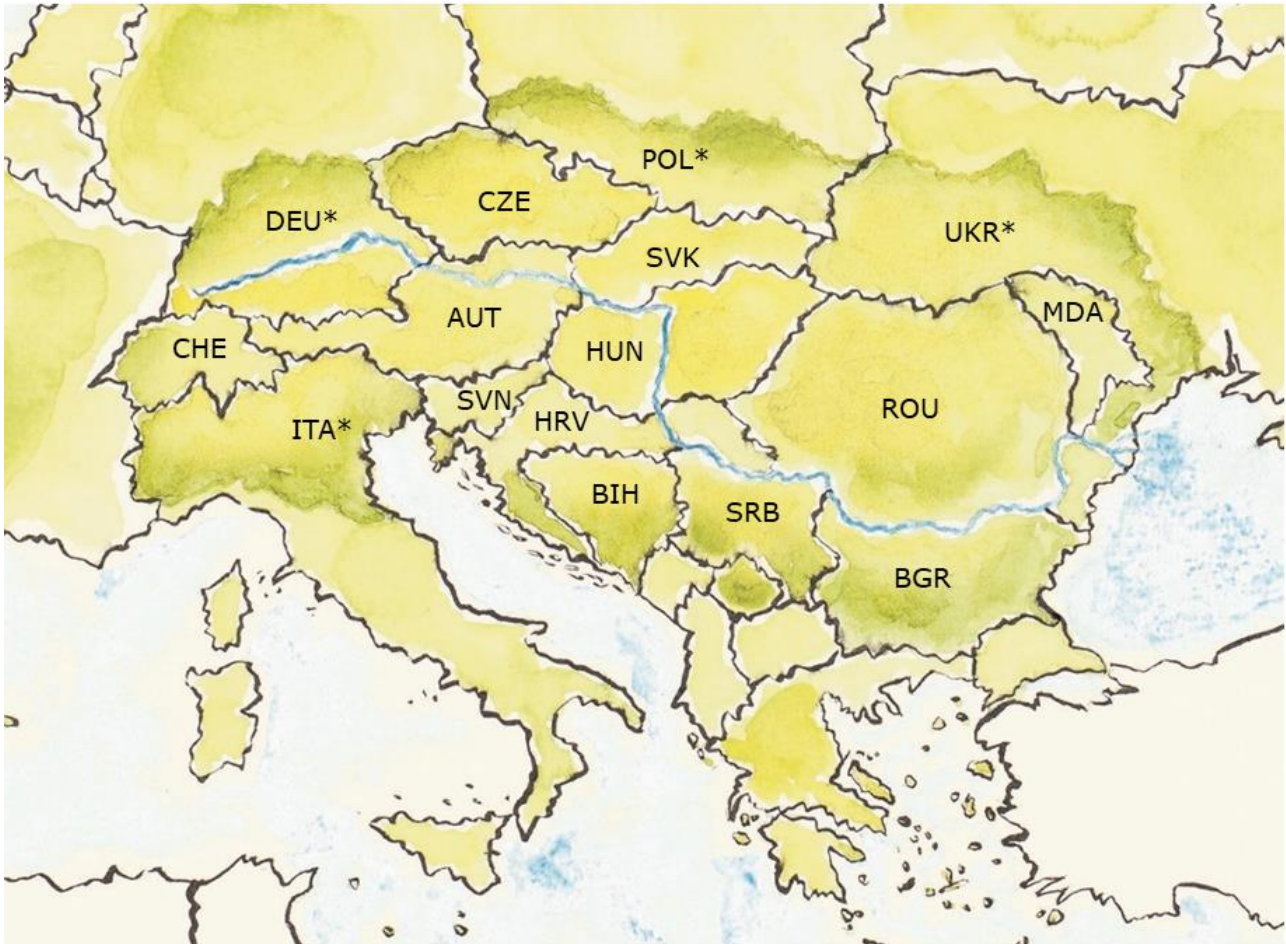 POL*
CZE
DEU*
UKR*
SVK
MDA
AUT
CHE
HUN
SVN
ROU
HRV
ITA*
BIH
SRB
BGR